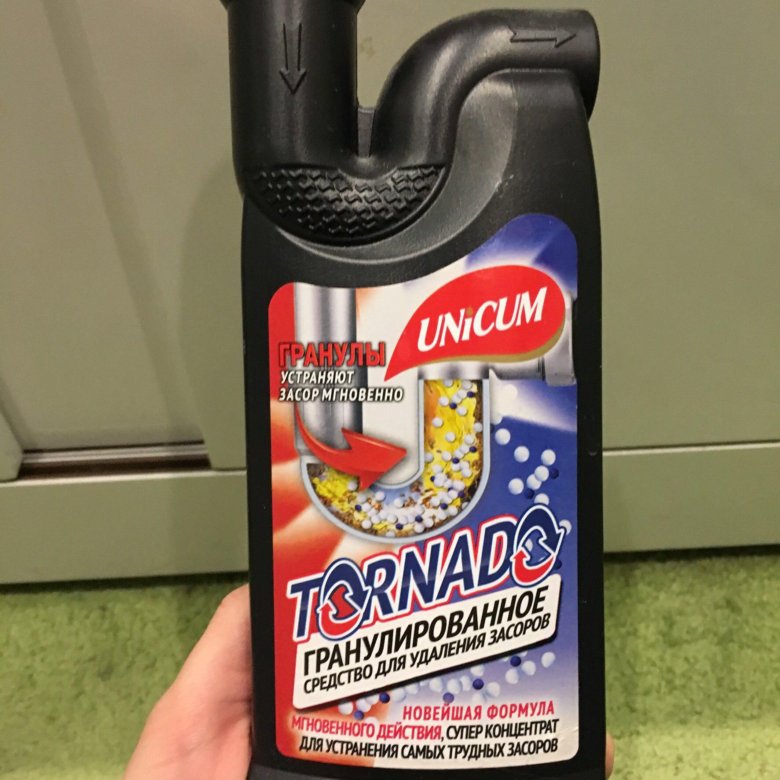 UNiCUM
ГРАНУЛЫ
УСТРАНЯЮТ
ЗАСОР МГНОВЕННО
TORNADO
ГРАНУЛИРОВАННОЕ
СРЕДСТВО ДЛЯ УДАЛЕНИЯ ЗАСОРОВ
НОВЕЙШАЯ ФОРМУЛА
МГНОВЕННОГО ДЕЙСТВИЯ, СУПЕР КОНЦЕНТРАТ
ДЛЯ УСТРАНЕНИЯ САМЫХ ТРУДНЫХ ЗАСОРОВ